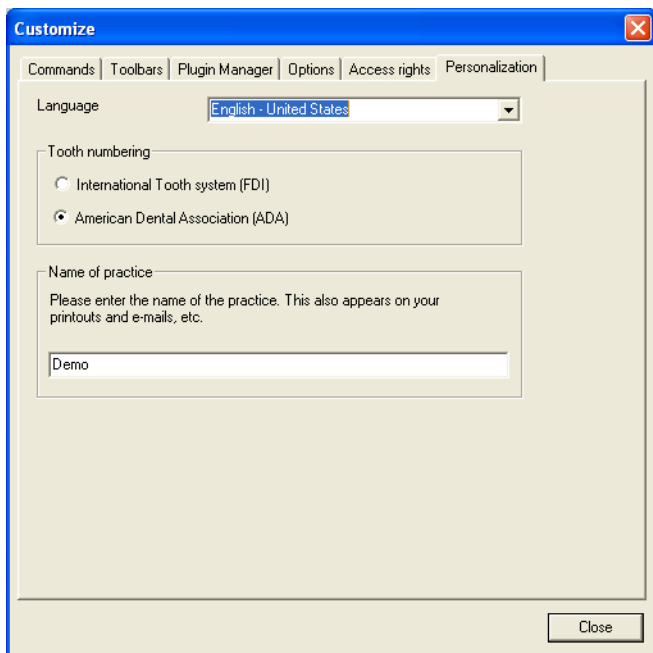 Customize
Commands Toolbars Plugin Manager Options Access rights Personalization
Language English - United States
Tooth numbering
International Tooth system (FDI)
American Dental Association (ADA)
Name of practice
Please enter the name of the practice. This also appears on your
printouts and e-mails, etc.
Demo
Close